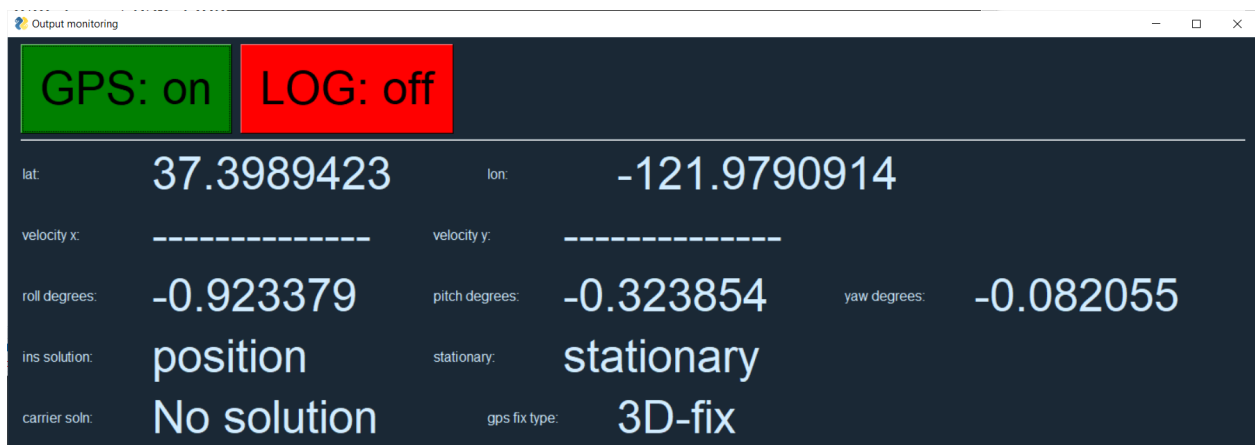 Output monitoring
GPS: on LOG: off
lat: 37.3989423 lon: -121.9790914
velocity x: -------------- velocity y: --------------
roll degrees: -0.923379 pitch degrees: -0.323854 yaw degrees: -0.082055
ins solution: position stationary: stationary
carrier soln: No solution gps fix type: 3D-fix